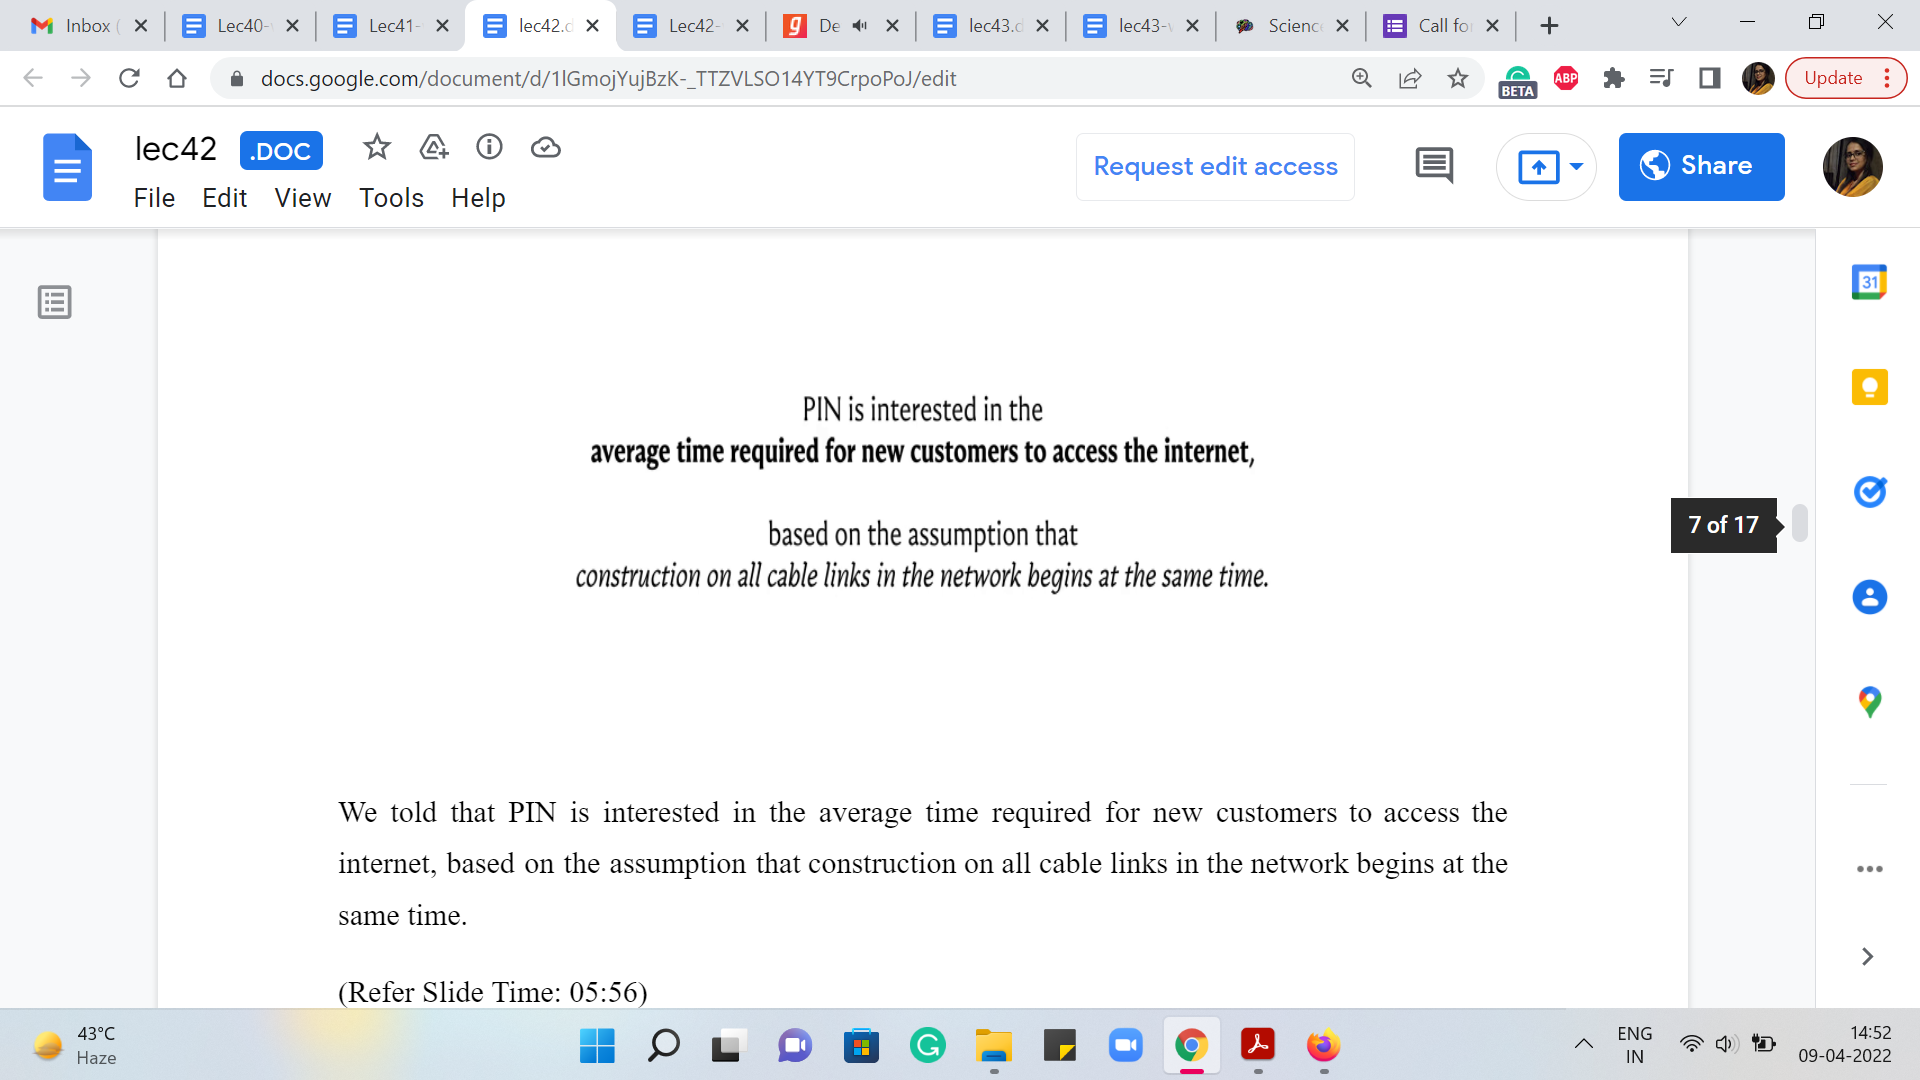 Inbox (
Lec40-
Lec41-
lec42.d
Lec42-
g
De
lec43.d
lec43-v
Science
Call for
docs.google.com/document/d/1lGmojYujBzK-_TTZVLSO14YT9CrpoPoJ/edit
BETA
ABP
Update
lec42
.DOC
File Edit View Tools Help
Request edit access
Share
31
PIN is interested in the
average time required for new customers to access the internet,
based on the assumption that
construction on all cable links in the network begins at the same time.
7 of 17
We told that PIN is interested in the average time required for new customers to access the
internet, based on the assumption that construction on all cable links in the network begins at the
same time.
(Refer Slide Time: 05:56)
43°C
Haze
ENG
IN
14:52
09-04-2022